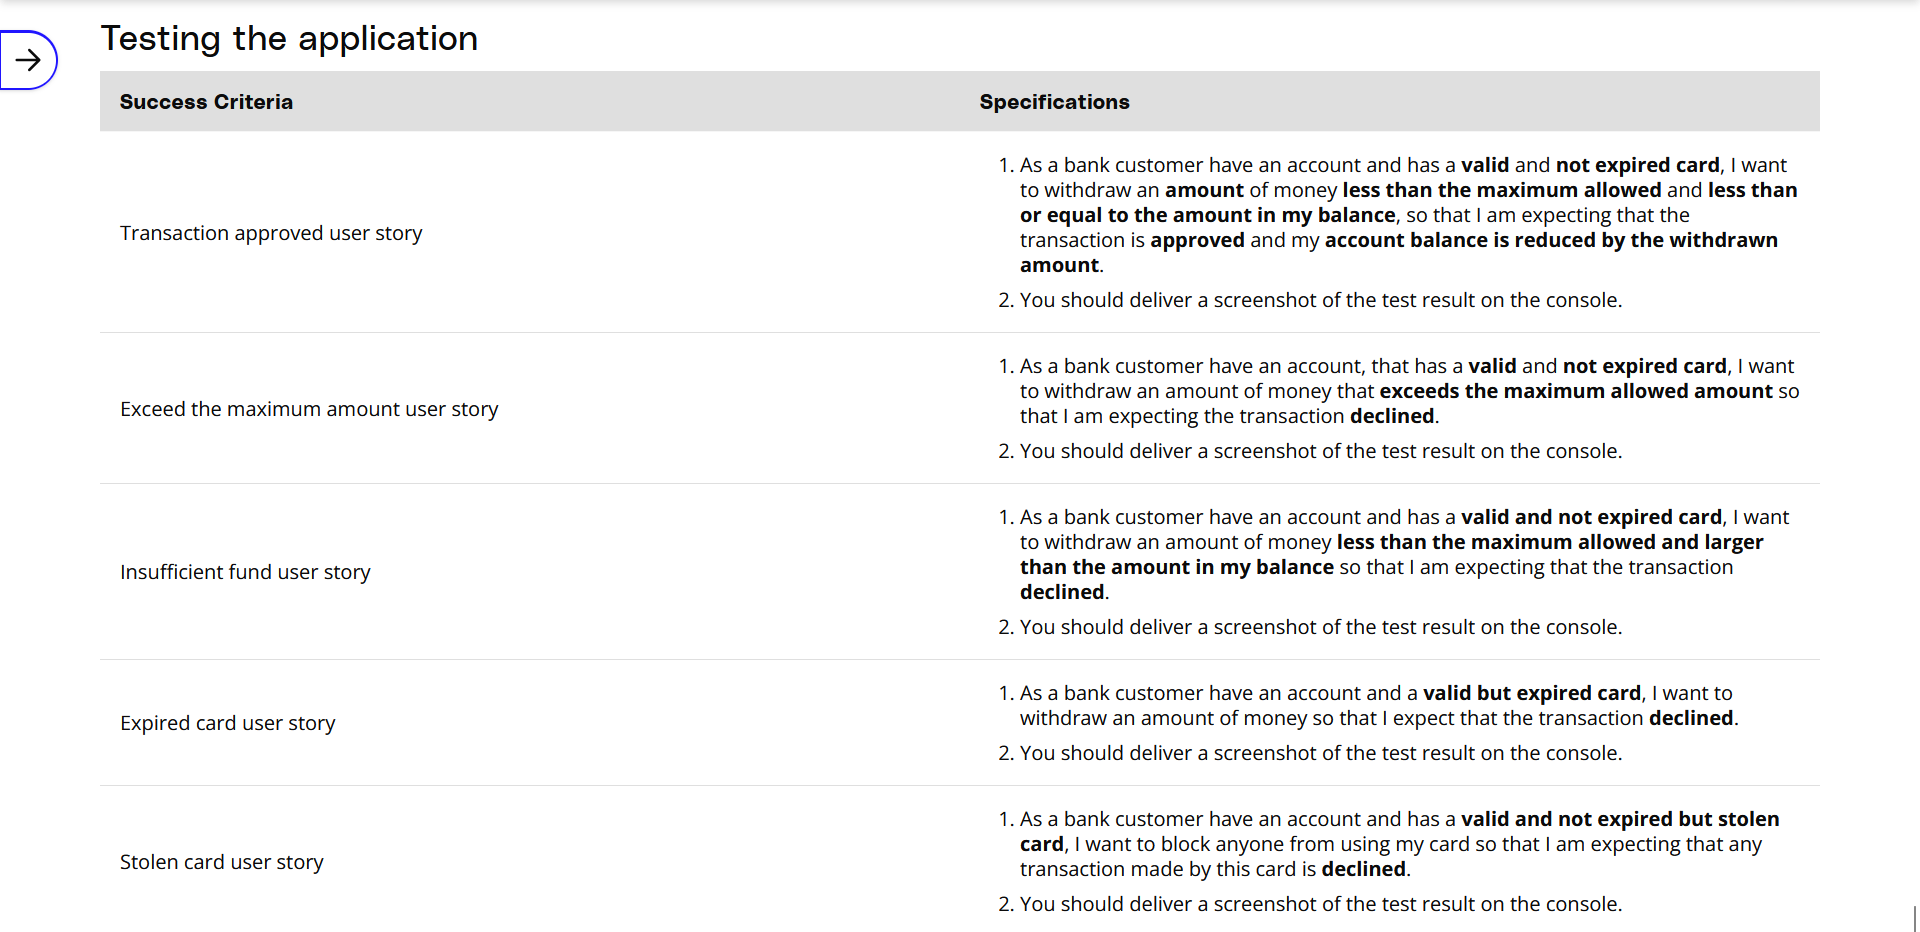 Testing the application
Success Criteria
Specifications
Transaction approved user story
1. As a bank customer have an account and has a valid and not expired card, I want
to withdraw an amount of money less than the maximum allowed and less than
or equal to the amount in my balance, so that I am expecting that the
transaction is approved and my account balance is reduced by the withdrawn
amount.
2. You should deliver a screenshot of the test result on the console.
Exceed the maximum amount user story
1. As a bank customer have an account, that has a valid and not expired card, I want
to withdraw an amount of money that exceeds the maximum allowed amount so
that I am expecting the transaction declined.
2. You should deliver a screenshot of the test result on the console.
Insufficient fund user story
1. As a bank customer have an account and has a valid and not expired card, I want
to withdraw an amount of money less than the maximum allowed and larger
than the amount in my balance so that I am expecting that the transaction
declined.
2. You should deliver a screenshot of the test result on the console.
Expired card user story
1. As a bank customer have an account and a valid but expired card, I want to
withdraw an amount of money so that I expect that the transaction declined.
2. You should deliver a screenshot of the test result on the console.
Stolen card user story
1. As a bank customer have an account and has a valid and not expired but stolen
card, I want to block anyone from using my card so that I am expecting that any
transaction made by this card is declined.
2. You should deliver a screenshot of the test result on the console.